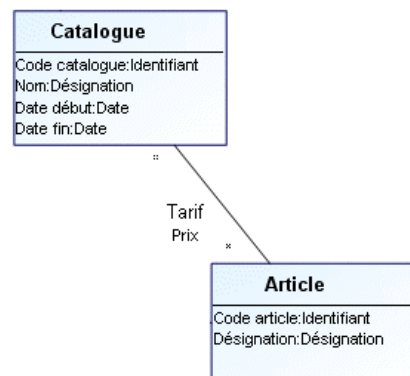 Catalogue
Code catalogue:Identifiant
Nom:Désignation
Date début:Date
Date fin:Date
*
Tarif
Prix
*
Article
Code article:Identifiant
Désignation:Désignation